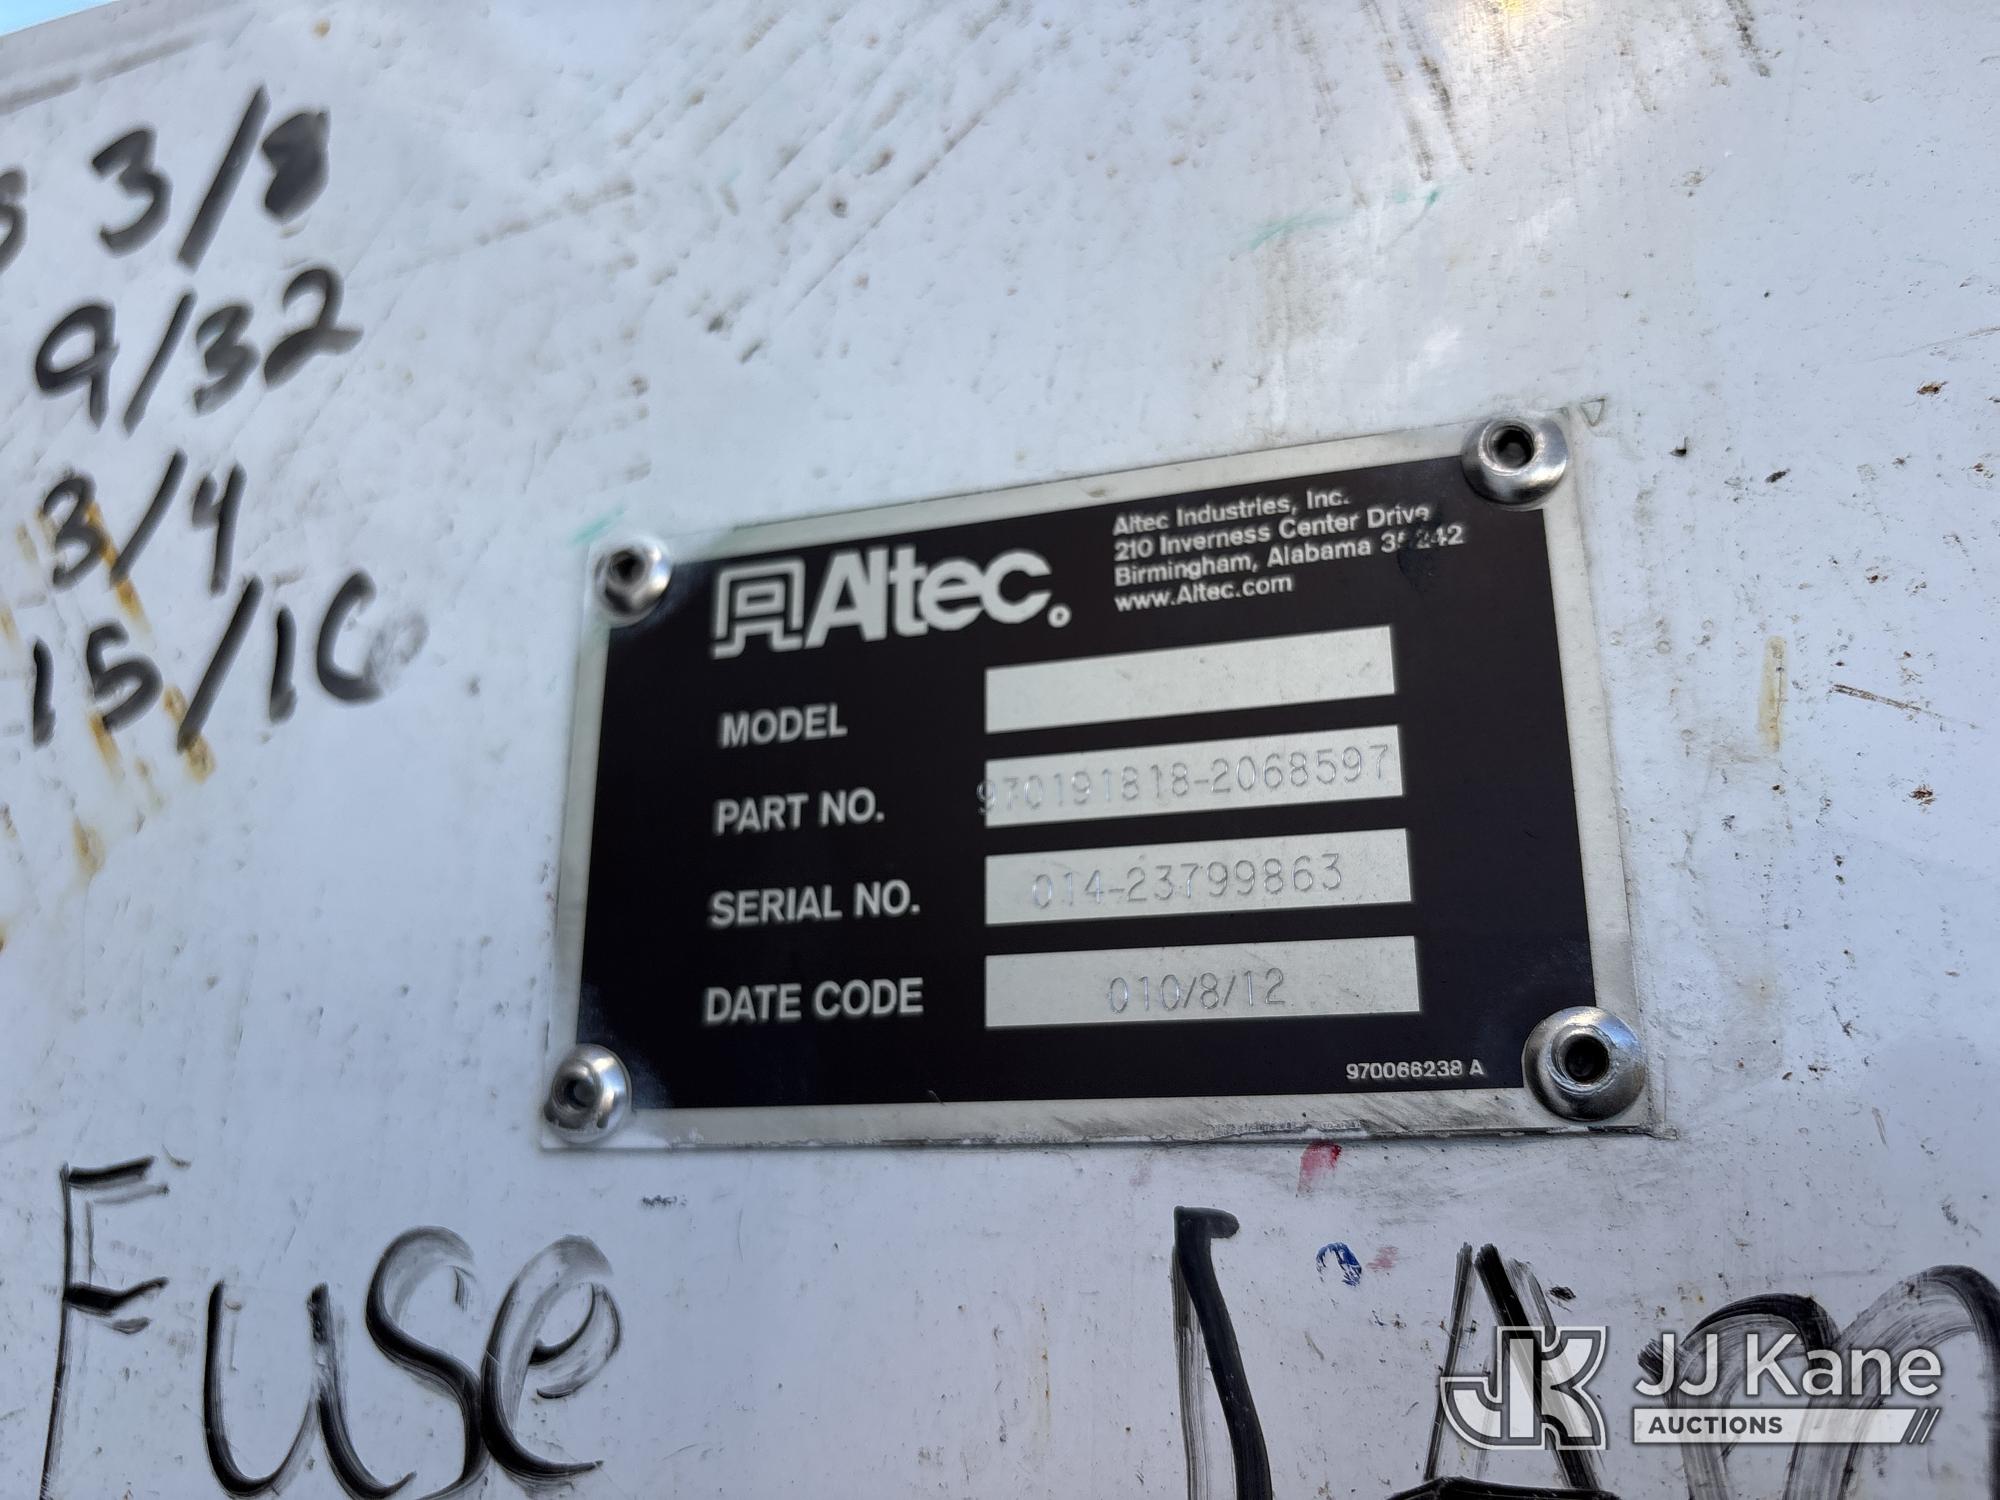 3/8
9/32
3/4
15/16
Altec.
Altec Industries, Inc.
210 Inverness Center Drive
Birmingham, Alabama 35242
www.Altec.com
MODEL
PART NO. 970191818-2068597
SERIAL NO. 014-23799863
DATE CODE 010/8/12
970066238 A
Fuse
JJ Kane
AUCTIONS